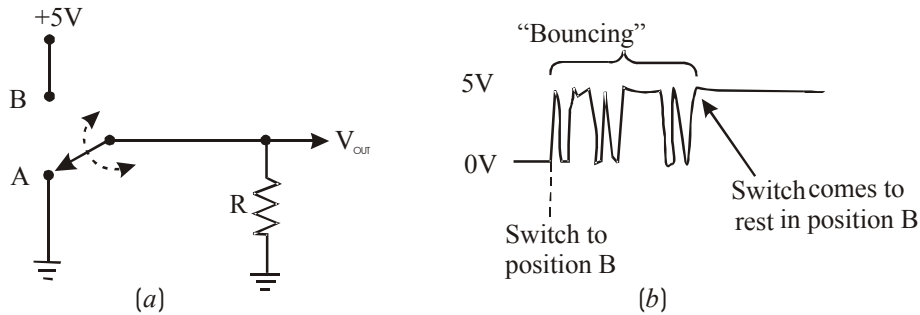 +5V
B
A
V_OUT
R
(a)
"Bouncing"
5V
0V
Switch to
position B
Switch comes to
rest in position B
(b)